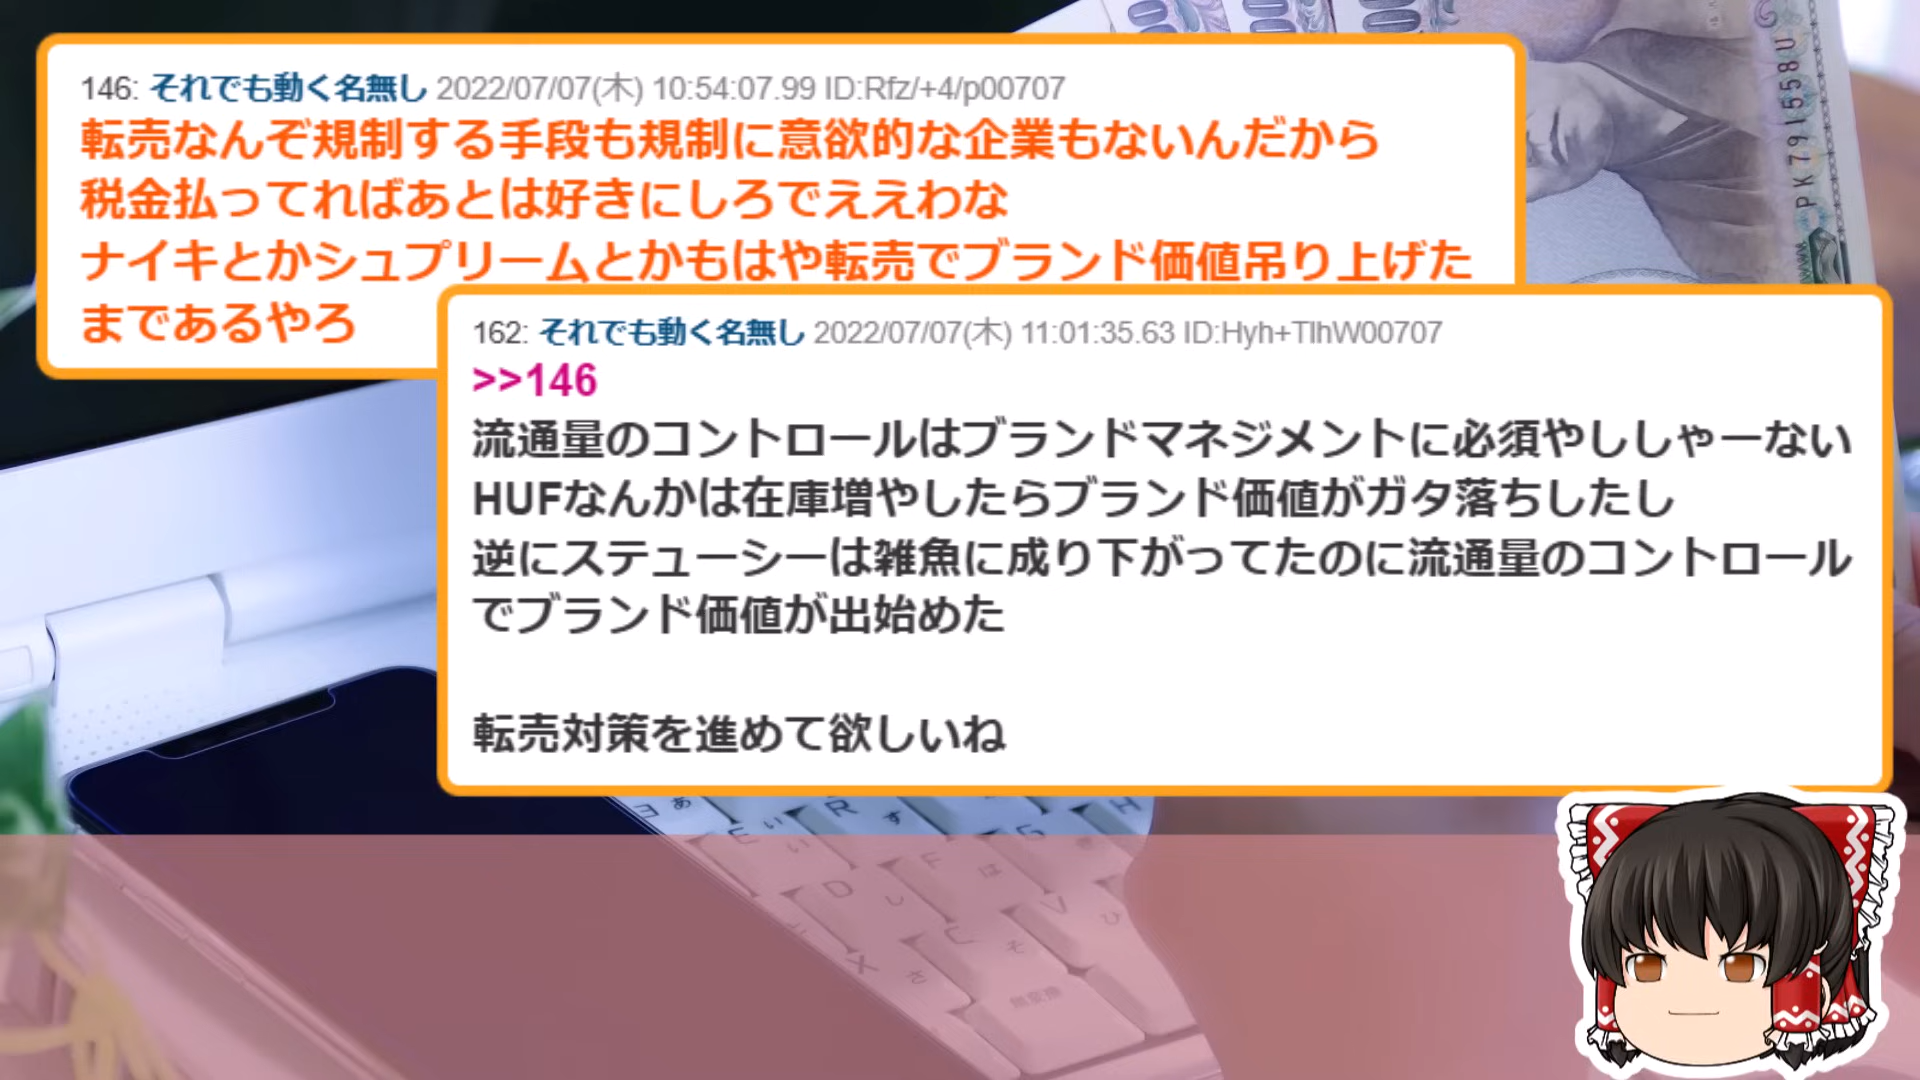 146: それでも動く名無し 2022/07/07(木) 10:54:07.99 ID:Rfz/+4/p00707
転売なんぞ規制する手段も規制に意欲的な企業もないんだから
税金払ってればあとは好きにしろでええわな
ナイキとかシュプリームとかもはや転売でブランド価値吊り上げた
まであるやろ
162: それでも動く名無し 2022/07/07(木) 11:01:35.63 ID:Hyh+TlhW00707
>>146
流通量のコントロールはブランドマネジメントに必須やししゃーない
HUFなんかは在庫増やしたらブランド価値がガタ落ちしたし
逆にステューシーは雑魚に成り下がってたのに流通量のコントロール
でブランド価値が出始めた
転売対策を進めて欲しいね
PK791558U